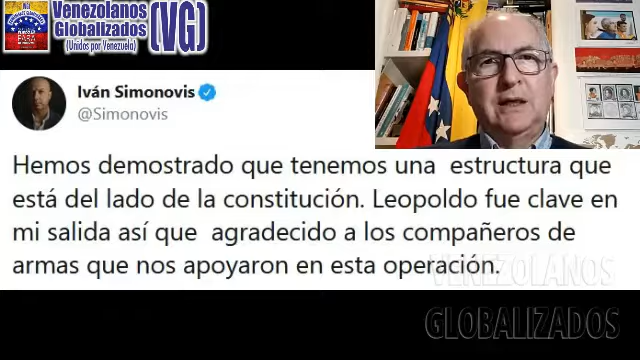 Venezolanos
Globalizados
(Unidos por Venezuela)
(VG)
Iván Simonovis
@Simonovis
Hemos demostrado que tenemos una estructura que
está del lado de la constitución. Leopoldo fue clave en
mi salida así que agradecido a los compañeros de
armas que nos apoyaron en esta operación.
VENEZOLANOS
GLOBALIZADOS